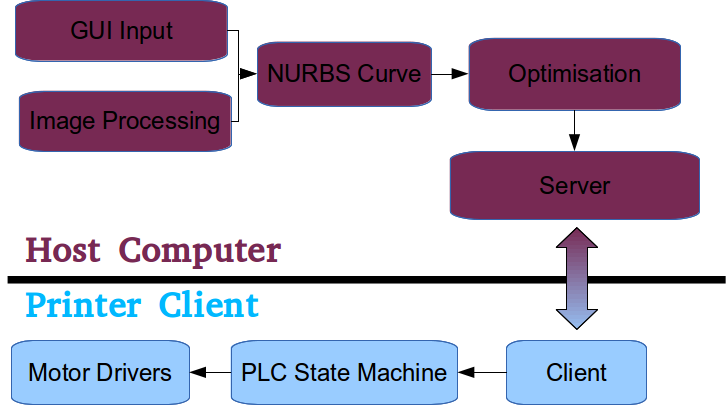 GUI Input
Image Processing
NURBS Curve
Optimisation
Server
Host Computer
Printer Client
Motor Drivers
PLC State Machine
Client